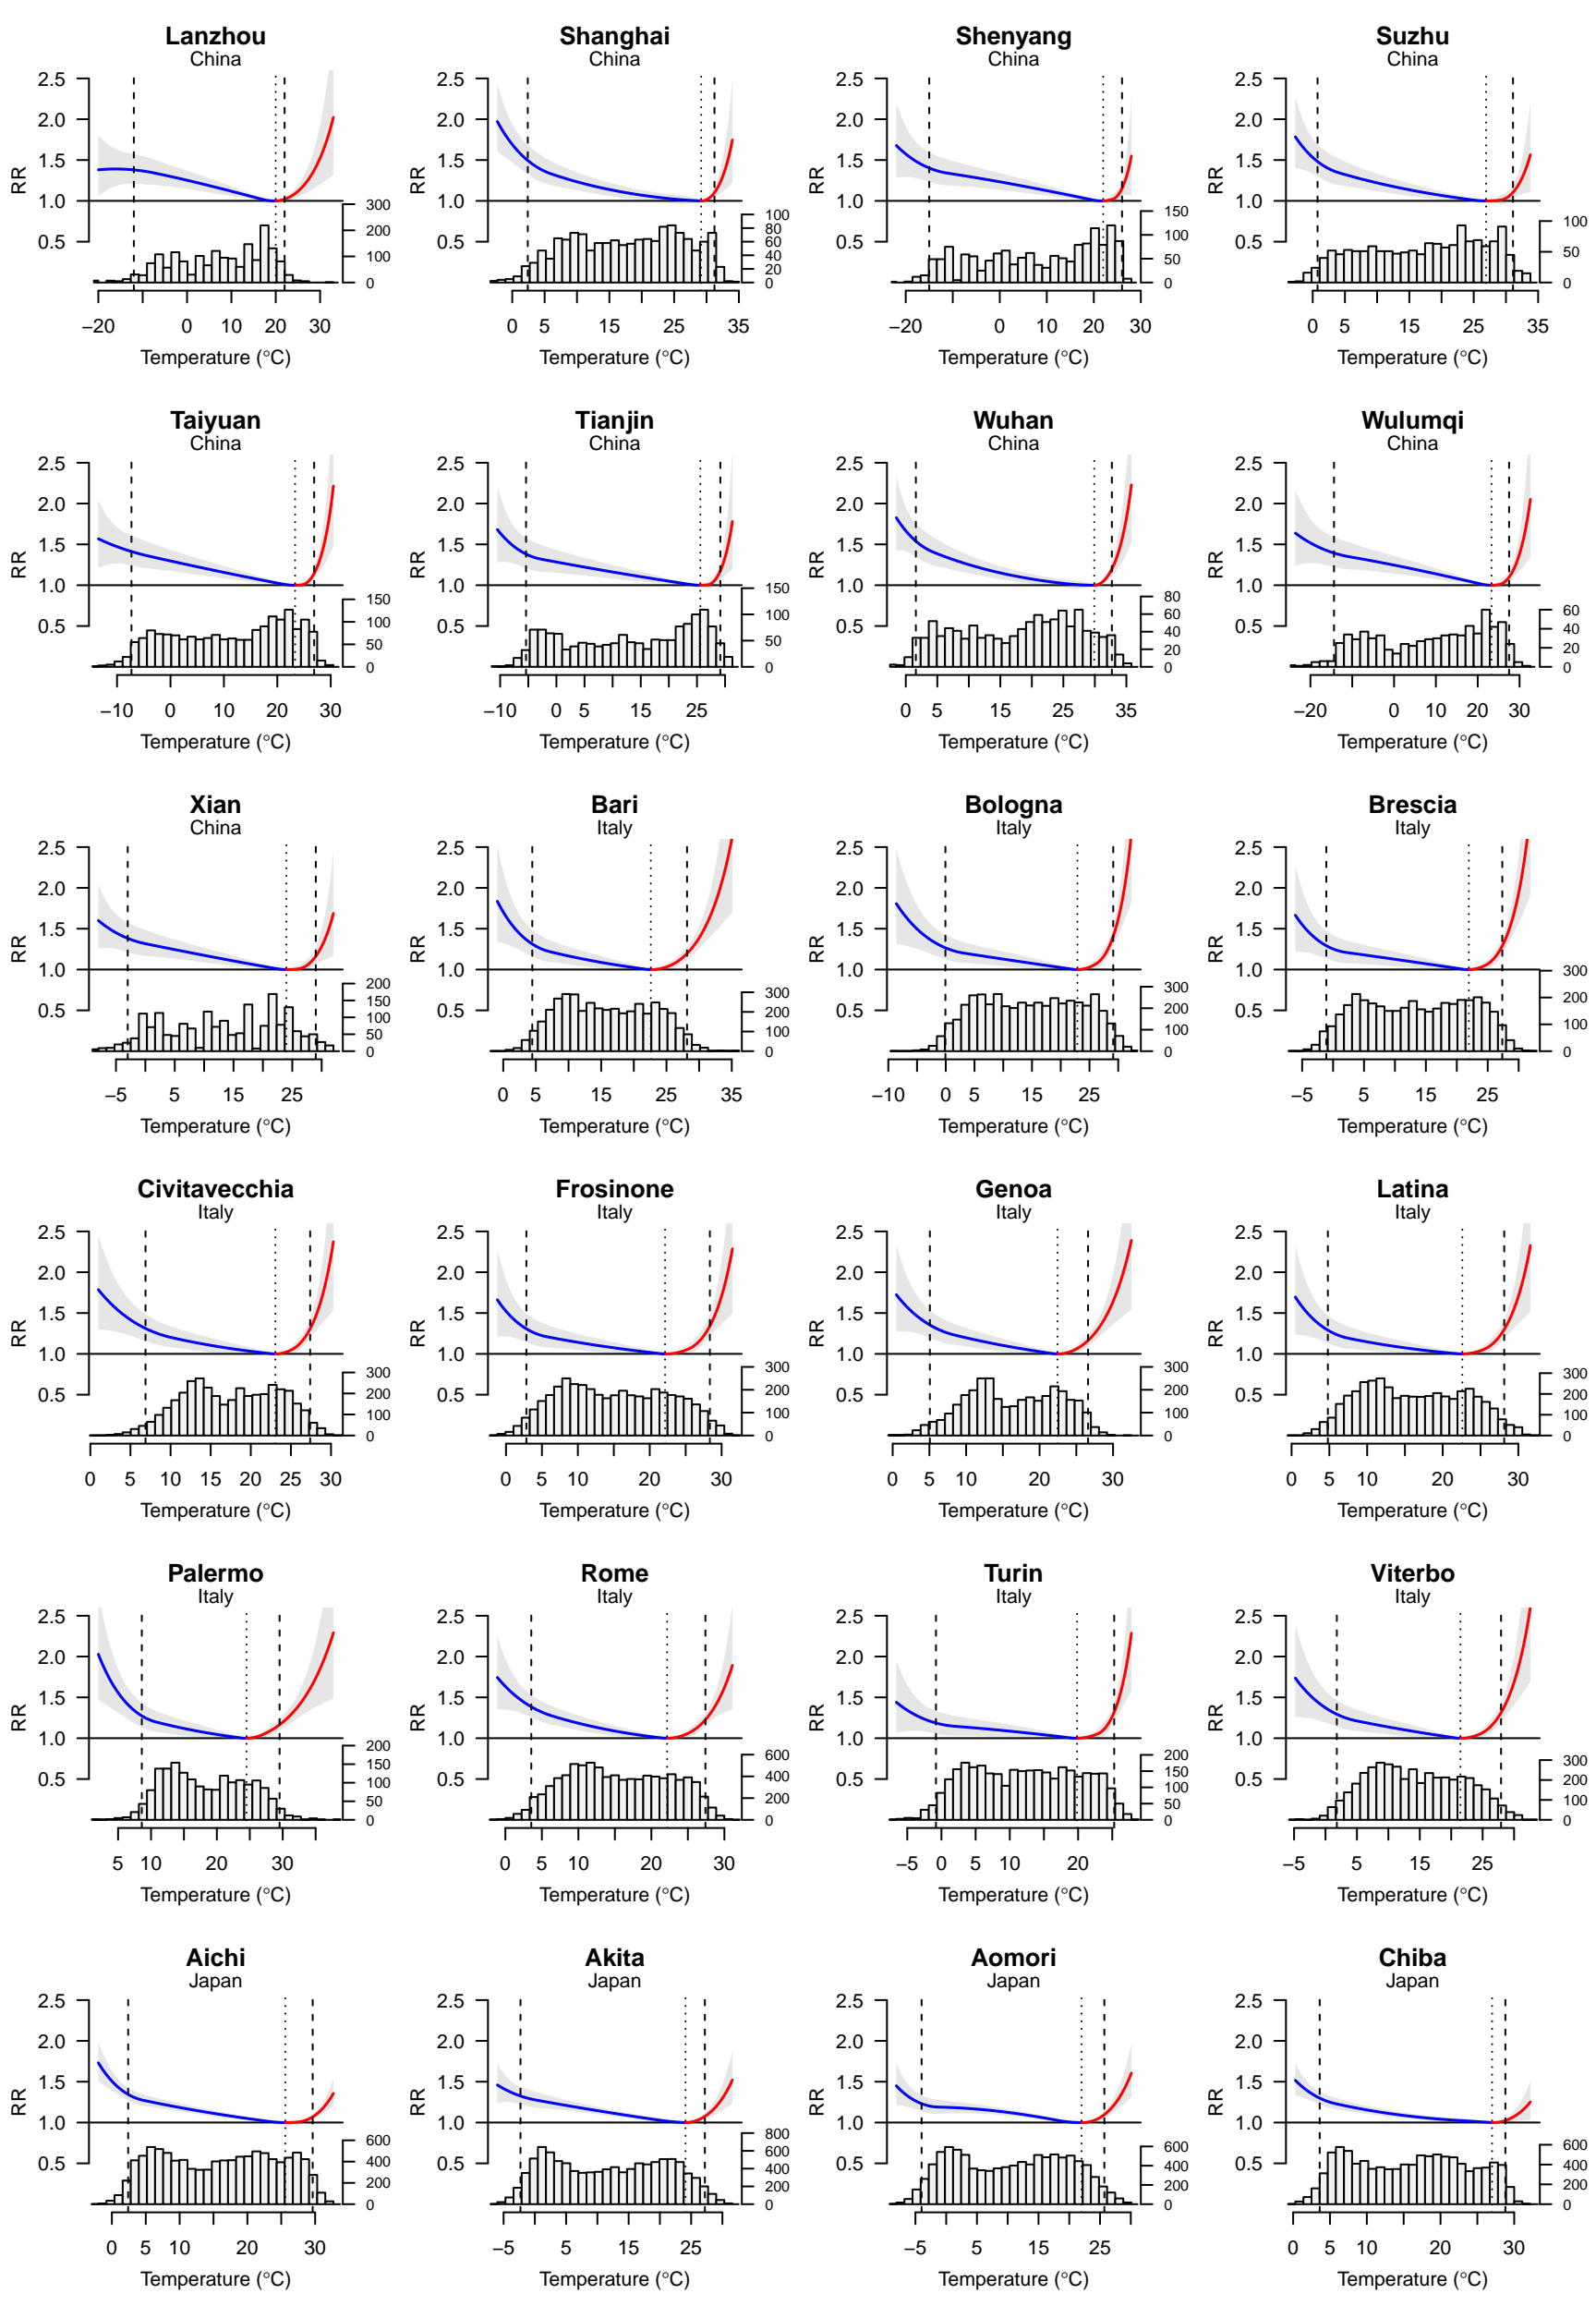 Lanzhou
China
RR
2.5
2.0
1.5
1.0
0.5
300
200
100
0
−20 0 10 20 30
Temperature (°C)
Shanghai
China
RR
2.5
2.0
1.5
1.0
0.5
100
80
60
40
20
0
0 5 15 25 35
Temperature (°C)
Shenyang
China
RR
2.5
2.0
1.5
1.0
0.5
150
100
50
0
−20 0 10 20 30
Temperature (°C)
Suzhu
China
RR
2.5
2.0
1.5
1.0
0.5
100
50
0
0 5 15 25 35
Temperature (°C)
Taiyuan
China
RR
2.5
2.0
1.5
1.0
0.5
150
100
50
0
−10 0 10 20 30
Temperature (°C)
Tianjin
China
RR
2.5
2.0
1.5
1.0
0.5
150
100
50
0
−10 0 5 15 25
Temperature (°C)
Wuhan
China
RR
2.5
2.0
1.5
1.0
0.5
80
60
40
20
0
0 5 15 25 35
Temperature (°C)
Wulumqi
China
RR
2.5
2.0
1.5
1.0
0.5
60
40
20
0
−20 0 10 20 30
Temperature (°C)
Xian
China
RR
2.5
2.0
1.5
1.0
0.5
200
150
100
50
0
−5 5 15 25
Temperature (°C)
Bari
Italy
RR
2.5
2.0
1.5
1.0
0.5
300
200
100
0
0 5 15 25 35
Temperature (°C)
Bologna
Italy
RR
2.5
2.0
1.5
1.0
0.5
300
200
100
0
−10 0 5 15 25
Temperature (°C)
Brescia
Italy
RR
2.5
2.0
1.5
1.0
0.5
300
200
100
0
−5 5 15 25
Temperature (°C)
Civitavecchia
Italy
RR
2.5
2.0
1.5
1.0
0.5
300
200
100
0
0 5 10 15 20 25 30
Temperature (°C)
Frosinone
Italy
RR
2.5
2.0
1.5
1.0
0.5
300
200
100
0
0 5 10 20 30
Temperature (°C)
Genoa
Italy
RR
2.5
2.0
1.5
1.0
0.5
300
200
100
0
0 5 10 20 30
Temperature (°C)
Latina
Italy
RR
2.5
2.0
1.5
1.0
0.5
300
200
100
0
0 5 10 20 30
Temperature (°C)
Palermo
Italy
RR
2.5
2.0
1.5
1.0
0.5
200
150
100
50
0
5 10 20 30
Temperature (°C)
Rome
Italy
RR
2.5
2.0
1.5
1.0
0.5
600
400
200
0
0 5 10 20 30
Temperature (°C)
Turin
Italy
RR
2.5
2.0
1.5
1.0
0.5
200
150
100
50
0
−5 0 5 10 20
Temperature (°C)
Viterbo
Italy
RR
2.5
2.0
1.5
1.0
0.5
300
200
100
0
−5 5 15 25
Temperature (°C)
Aichi
Japan
RR
2.5
2.0
1.5
1.0
0.5
600
400
200
0
0 5 10 20 30
Temperature (°C)
Akita
Japan
RR
2.5
2.0
1.5
1.0
0.5
800
600
400
200
0
−5 5 15 25
Temperature (°C)
Aomori
Japan
RR
2.5
2.0
1.5
1.0
0.5
600
400
200
0
−5 5 15 25
Temperature (°C)
Chiba
Japan
RR
2.5
2.0
1.5
1.0
0.5
600
400
200
0
0 5 10 20 30
Temperature (°C)